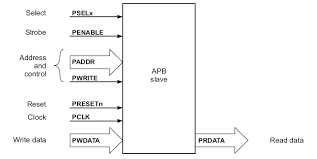 Select PSELx
Strobe PENABLE
Address
and
control
PADDR
PWRITE
APB
slave
Reset PRESETn
Clock PCLK
Write data PWDATA
PRDATA Read data